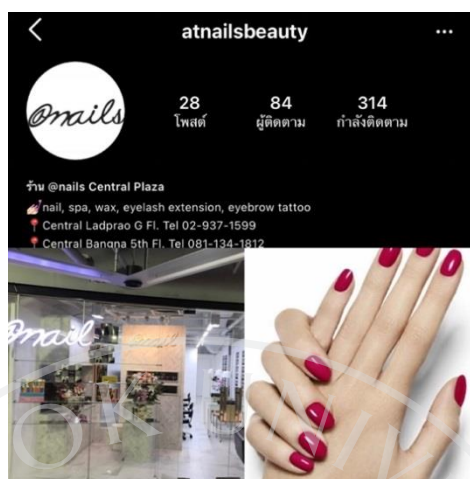 atnailsbeauty
@nails
28 84 314
โพสต์ ผู้ติดตาม กำลังติดตาม
ร้าน @nails Central Plaza
💅nail, spa, wax, eyelash extension, eyebrow tattoo
📍Central Ladprao G Fl. Tel 02-937-1599
📍Central Bangna 5th Fl. Tel 081-134-1812
@nail